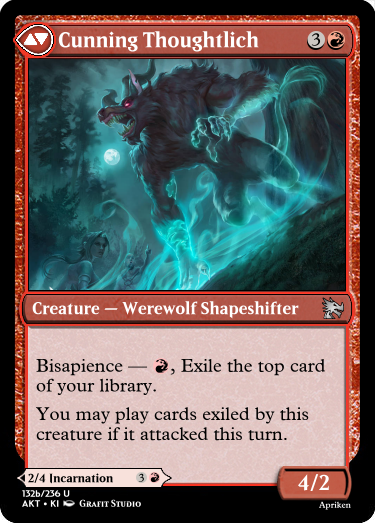 Cunning Thoughtlich 3
Creature — Werewolf Shapeshifter
Bisapience — , Exile the top card
of your library.
You may play cards exiled by this
creature if it attacked this turn.
2/4 Incarnation 3
4/2
132b/236 U
AKT • KI Grafit Studio
Apriken